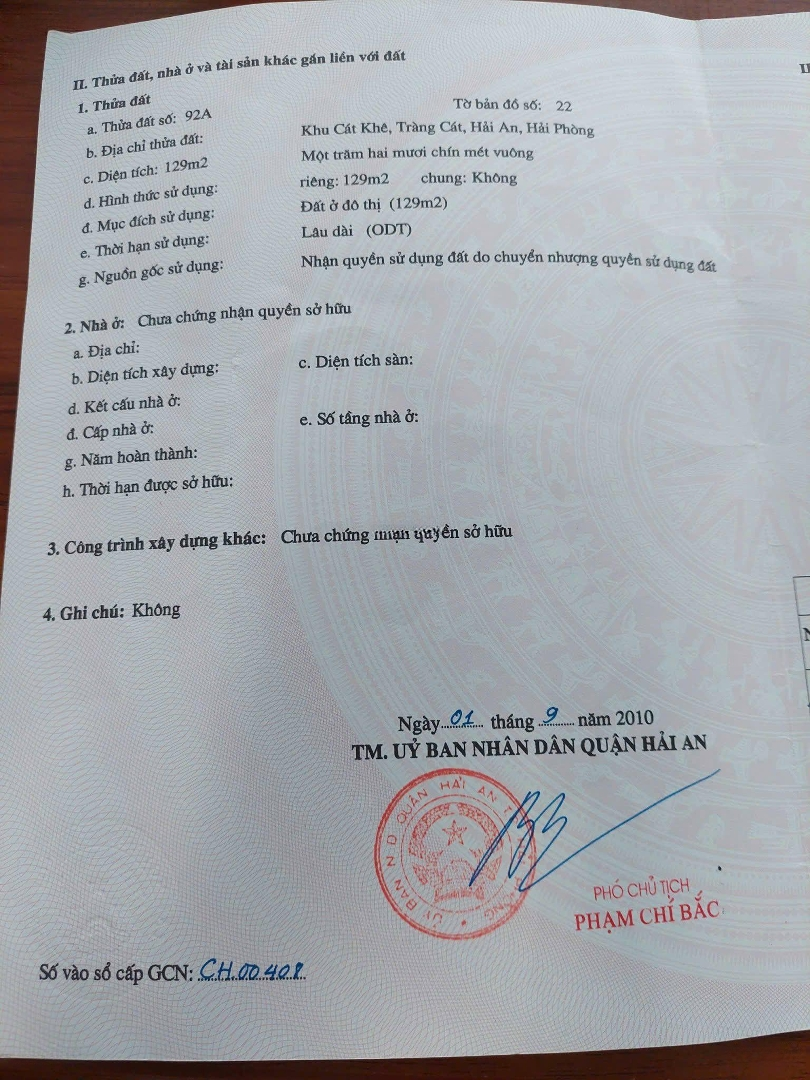 II. Thửa đất, nhà ở và tài sản khác gắn liền với đất
1. Thửa đất
a. Thửa đất số: 92A Tờ bản đồ số: 22
b. Địa chỉ thửa đất: Khu Cát Khê, Tràng Cát, Hải An, Hải Phòng
c. Diện tích: 129m2 Một trăm hai mươi chín mét vuông
d. Hình thức sử dụng: riêng: 129m2 chung: Không
đ. Mục đích sử dụng: Đất ở đô thị (129m2)
e. Thời hạn sử dụng: Lâu dài (ODT)
g. Nguồn gốc sử dụng: Nhận quyền sử dụng đất do chuyển nhượng quyền sử dụng đất
2. Nhà ở: Chưa chứng nhận quyền sở hữu
a. Địa chỉ:
b. Diện tích xây dựng: c. Diện tích sàn:
d. Kết cấu nhà ở:
đ. Cấp nhà ở: e. Số tầng nhà ở:
g. Năm hoàn thành:
h. Thời hạn được sở hữu:
3. Công trình xây dựng khác: Chưa chứng nhận quyền sở hữu
4. Ghi chú: Không
Ngày 01 tháng 9 năm 2010
TM. UỶ BAN NHÂN DÂN QUẬN HẢI AN
ỦY BAN N D QUẬN HẢI AN
PHÓ CHỦ TỊCH
PHẠM CHÍ BẮC
Số vào sổ cấp GCN: CH.00408